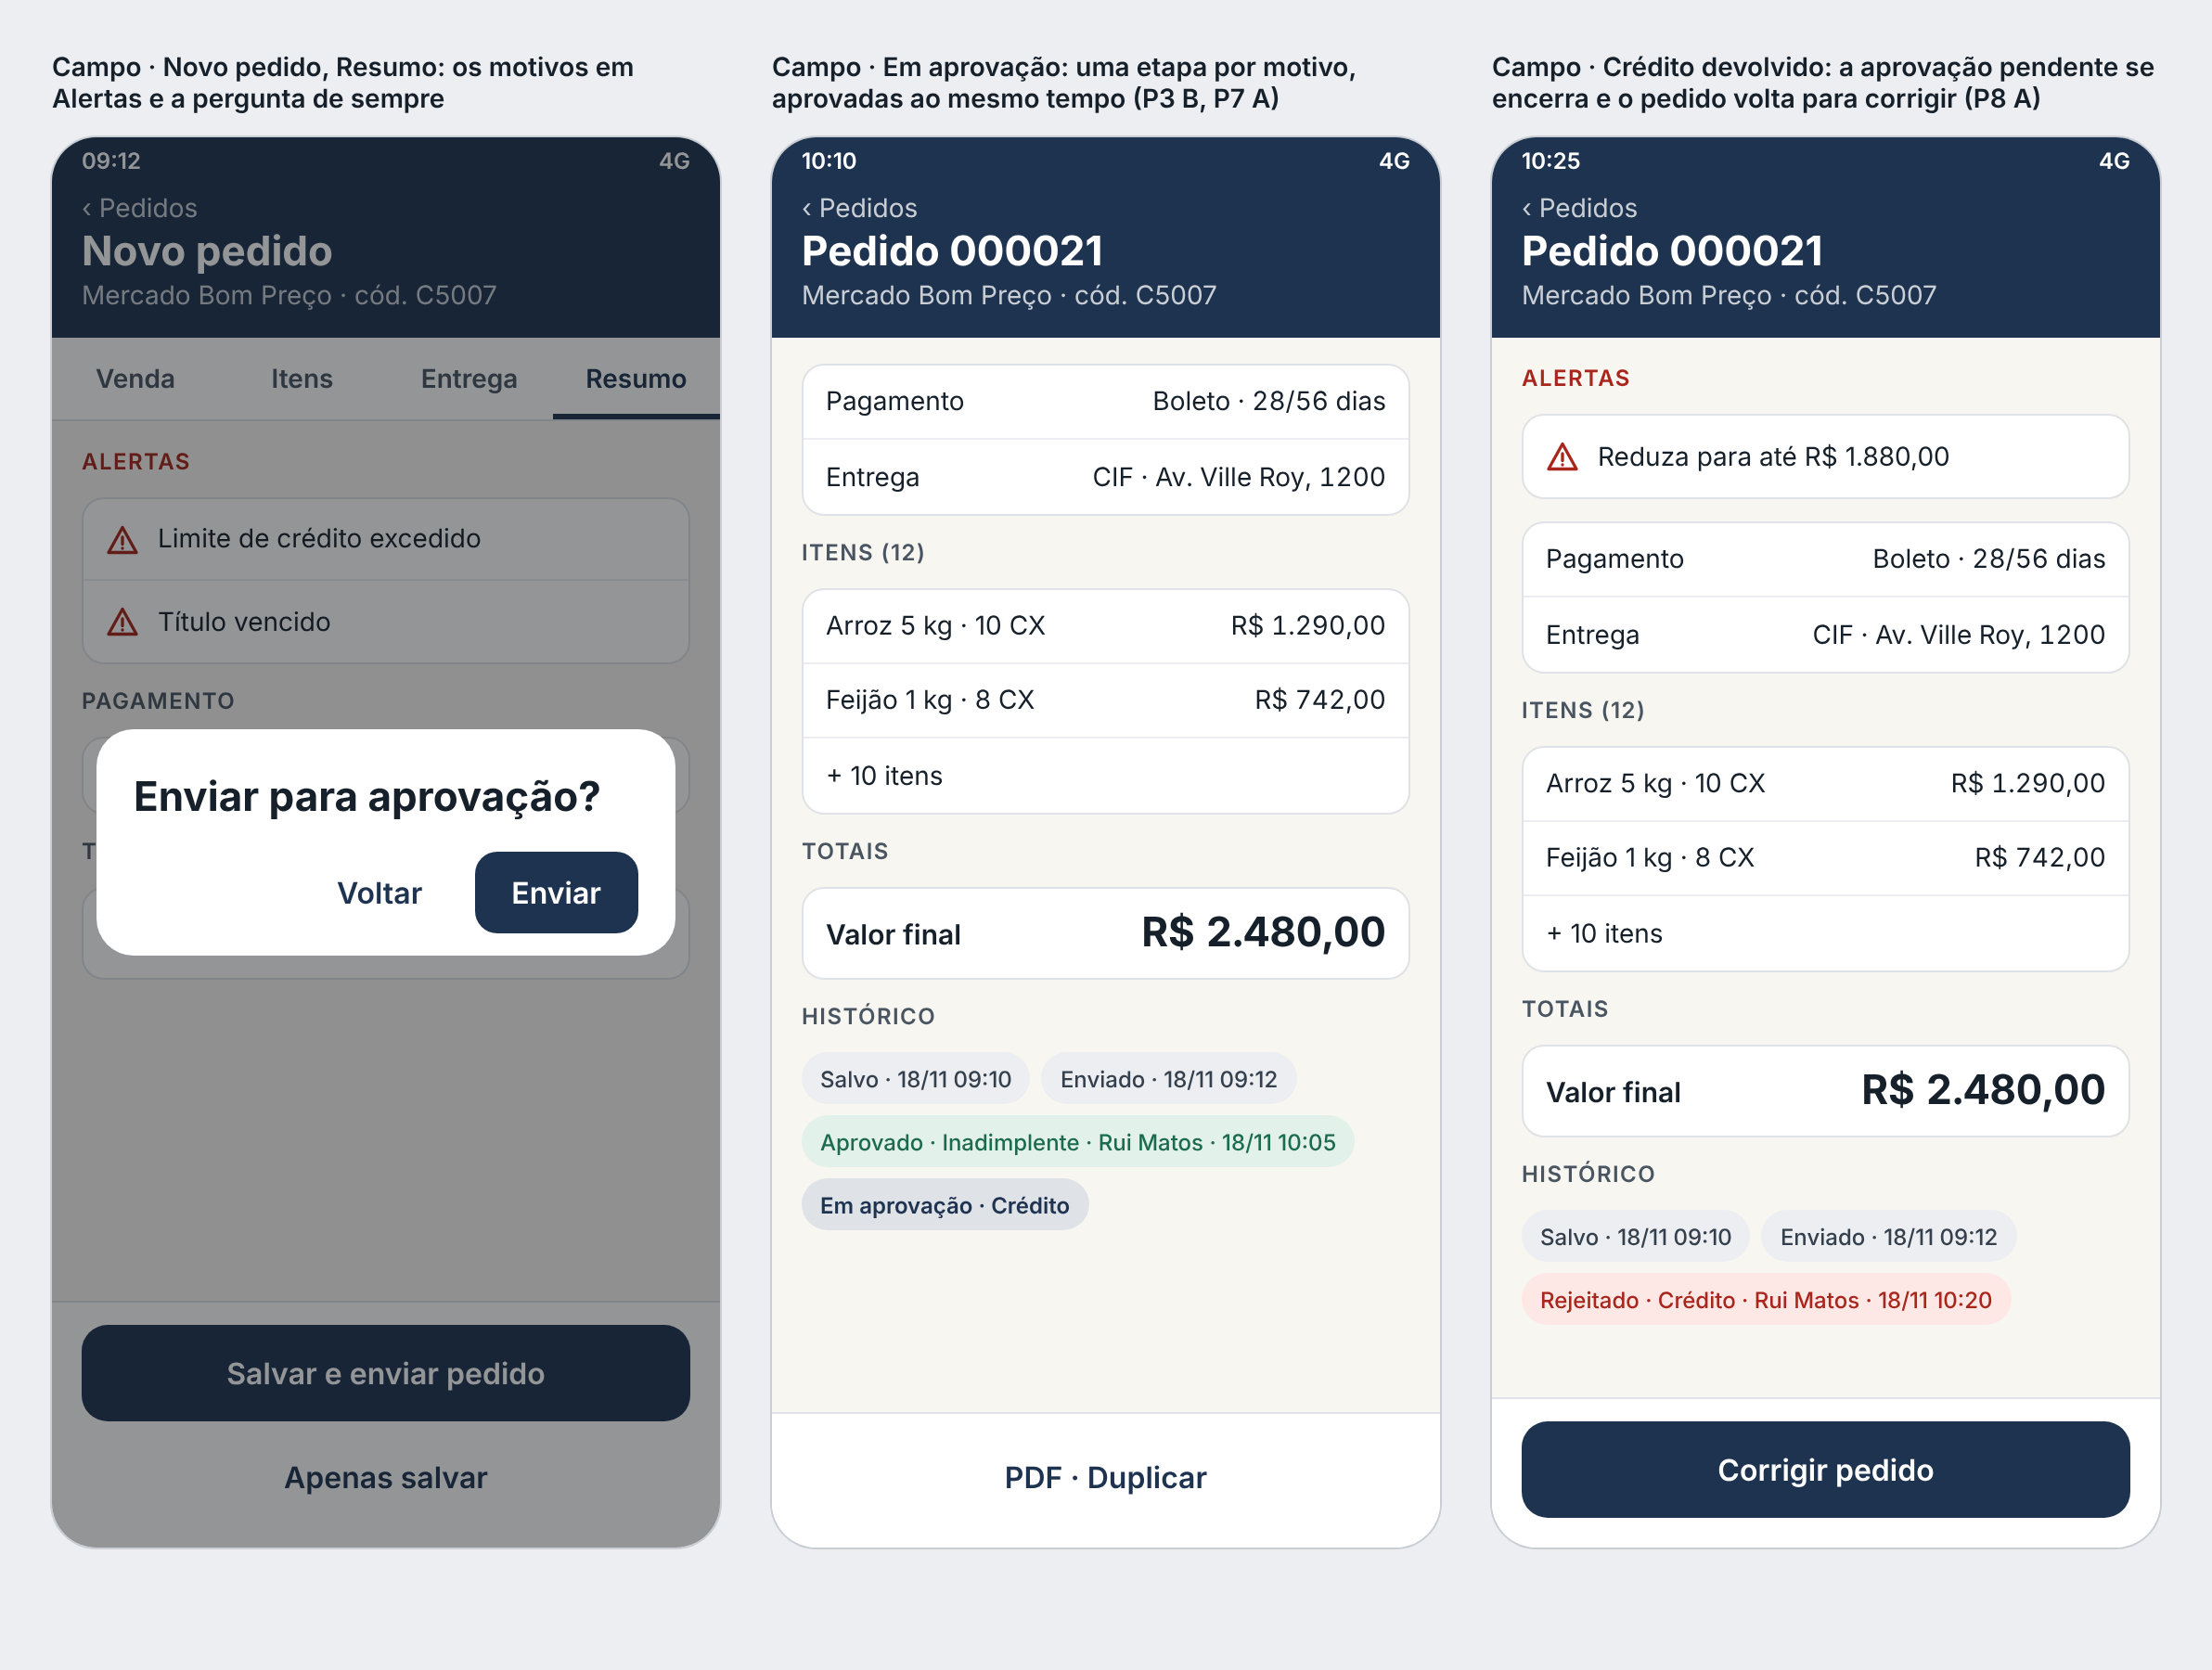 Campo · Novo pedido, Resumo: os motivos em
Alertas e a pergunta de sempre
09:12
4G
‹ Pedidos
Novo pedido
Mercado Bom Preço · cód. C5007
Venda
Itens
Entrega
Resumo
ALERTAS
Limite de crédito excedido
Título vencido
PAGAMENTO
T
Enviar para aprovação?
Voltar
Enviar
Salvar e enviar pedido
Apenas salvar
Campo · Em aprovação: uma etapa por motivo,
aprovadas ao mesmo tempo (P3 B, P7 A)
10:10
4G
‹ Pedidos
Pedido 000021
Mercado Bom Preço · cód. C5007
Pagamento
Boleto · 28/56 dias
Entrega
CIF · Av. Ville Roy, 1200
ITENS (12)
Arroz 5 kg · 10 CX
R$ 1.290,00
Feijão 1 kg · 8 CX
R$ 742,00
+ 10 itens
TOTAIS
Valor final
R$ 2.480,00
HISTÓRICO
Salvo · 18/11 09:10
Enviado · 18/11 09:12
Aprovado · Inadimplente · Rui Matos · 18/11 10:05
Em aprovação · Crédito
PDF · Duplicar
Campo · Crédito devolvido: a aprovação pendente se
encerra e o pedido volta para corrigir (P8 A)
10:25
4G
‹ Pedidos
Pedido 000021
Mercado Bom Preço · cód. C5007
ALERTAS
Reduza para até R$ 1.880,00
Pagamento
Boleto · 28/56 dias
Entrega
CIF · Av. Ville Roy, 1200
ITENS (12)
Arroz 5 kg · 10 CX
R$ 1.290,00
Feijão 1 kg · 8 CX
R$ 742,00
+ 10 itens
TOTAIS
Valor final
R$ 2.480,00
HISTÓRICO
Salvo · 18/11 09:10
Enviado · 18/11 09:12
Rejeitado · Crédito · Rui Matos · 18/11 10:20
Corrigir pedido